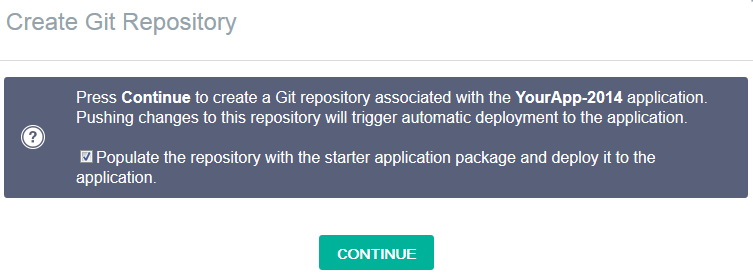 Create Git Repository
Press Continue to create a Git repository associated with the YourApp-2014 application.
Pushing changes to this repository will trigger automatic deployment to the application.
?
Populate the repository with the starter application package and deploy it to the
application.
CONTINUE